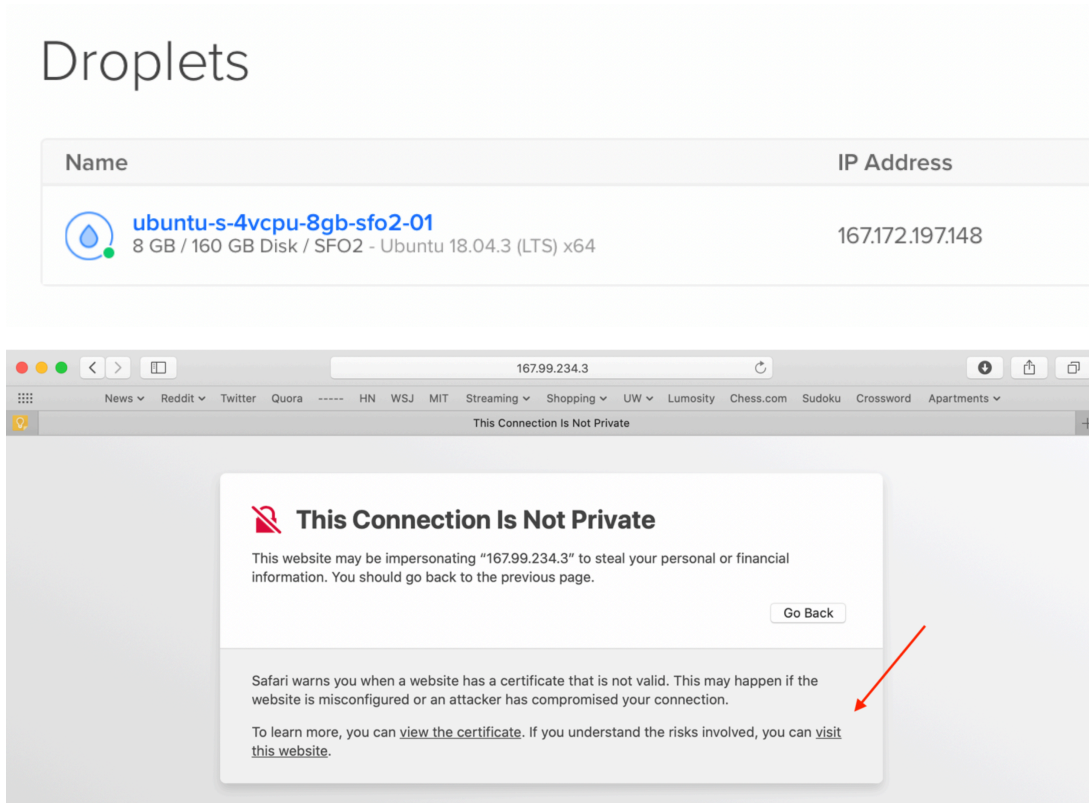 Droplets
Name IP Address
ubuntu-s-4vcpu-8gb-sfo2-01
8 GB / 160 GB Disk / SFO2 - Ubuntu 18.04.3 (LTS) x64
167.172.197.148
167.99.234.3
News Reddit Twitter Quora ----- HN WSJ MIT Streaming Shopping UW Lumosity Chess.com Sudoku Crossword Apartments
This Connection Is Not Private
This Connection Is Not Private
This website may be impersonating “167.99.234.3” to steal your personal or financial
information. You should go back to the previous page.
Go Back
Safari warns you when a website has a certificate that is not valid. This may happen if the
website is misconfigured or an attacker has compromised your connection.
To learn more, you can view the certificate. If you understand the risks involved, you can visit
this website.